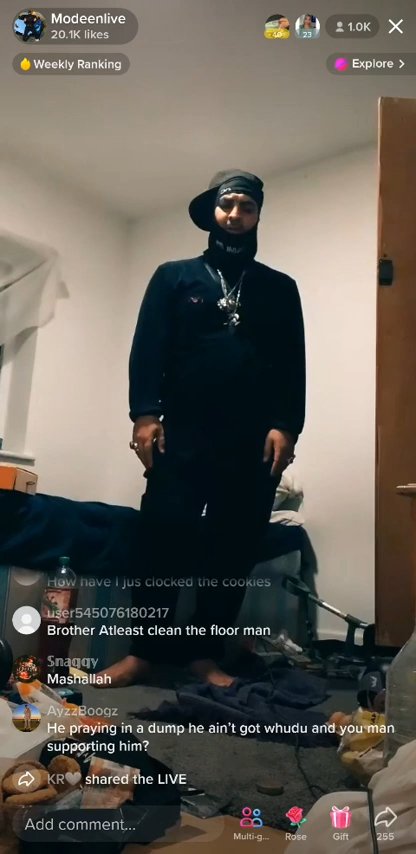 Modeenlive
20.1K likes
23
1.0K
Weekly Ranking
Explore
How have I jus clocked the cookies
user545076180217
Brother Atleast clean the floor man
Snaqqy
Mashallah
AyzzBoogz
He praying in a dump he ain't got whudu and you man
supporting him?
KR🤍 shared the LIVE
Add comment...
Multi-g...
Rose
Gift
255